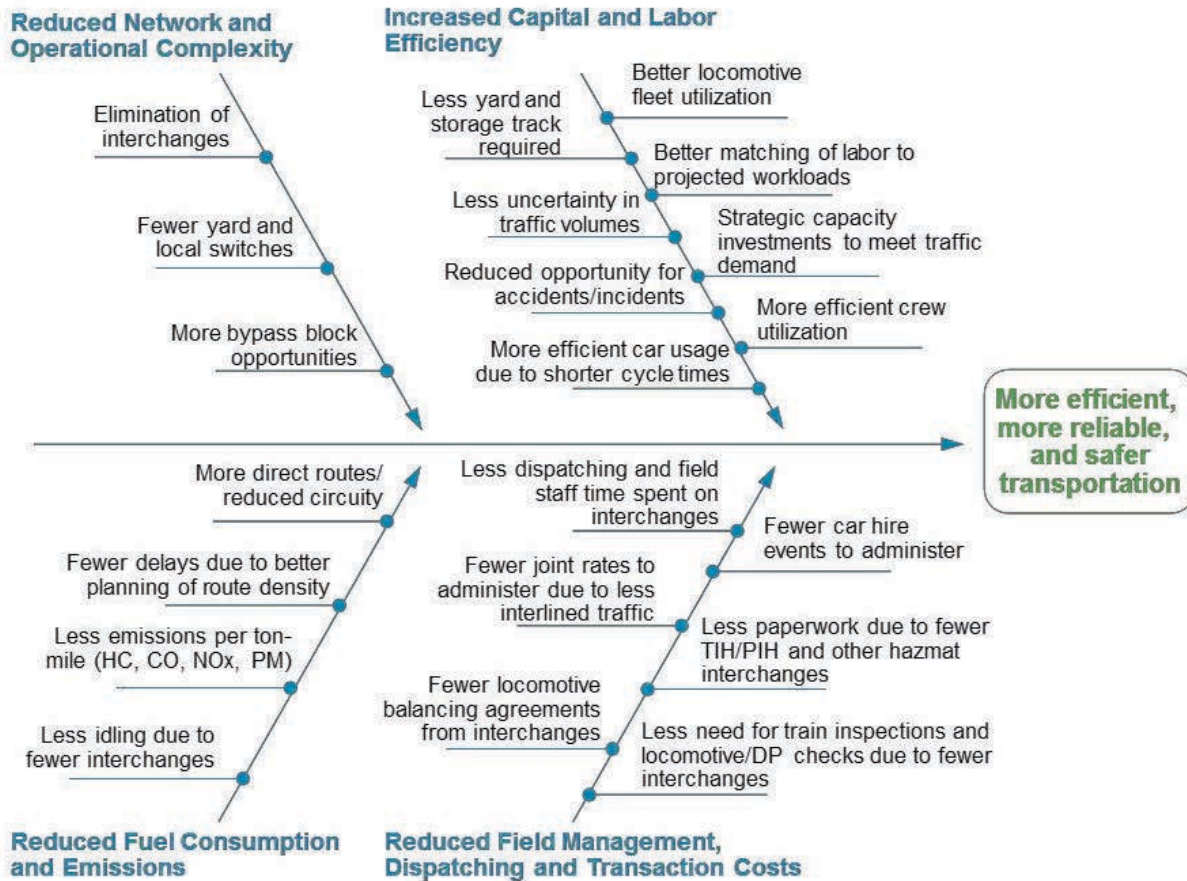 Reduced Network and
Operational Complexity
Elimination of
interchanges
Fewer yard and
local switches
More bypass block
opportunities
Increased Capital and Labor
Efficiency
Better locomotive
fleet utilization
Less yard and
storage track
required
Better matching of labor to
projected workloads
Less uncertainty in
traffic volumes
Strategic capacity
investments to meet traffic
demand
Reduced opportunity for
accidents/incidents
More efficient crew
utilization
More efficient car usage
due to shorter cycle times
More efficient,
more reliable,
and safer
transportation
More direct routes/
reduced circuity
Fewer delays due to better
planning of route density
Less emissions per ton-
mile (HC, CO, NOx, PM)
Less idling due to
fewer interchanges
Reduced Fuel Consumption
and Emissions
Less dispatching and field
staff time spent on
interchanges
Fewer car hire
events to administer
Fewer joint rates to
administer due to less
interlined traffic
Less paperwork due to fewer
TIH/PIH and other hazmat
interchanges
Fewer locomotive
balancing agreements
from interchanges
Less need for train inspections and
locomotive/DP checks due to fewer
interchanges
Reduced Field Management,
Dispatching and Transaction Costs